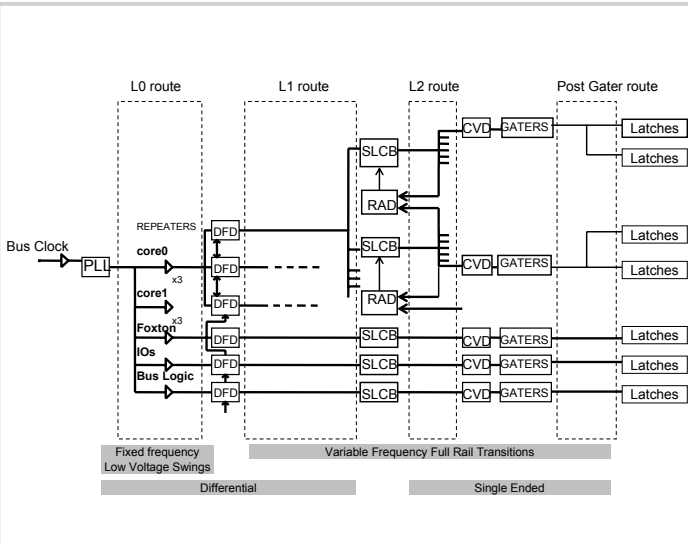 L0 route L1 route L2 route Post Gater route
CVD GATERS Latches
SLCB Latches
RAD
REPEATERS DFD
Latches
Bus Clock core0 SLCB
PLL DFD CVD GATERS Latches
x3
core1 DFD RAD
x3
Foxton DFD SLCB CVD GATERS Latches
IOs DFD SLCB CVD GATERS Latches
Bus Logic DFD SLCB CVD GATERS Latches
Fixed frequency
Low Voltage Swings
Variable Frequency Full Rail Transitions
Differential Single Ended